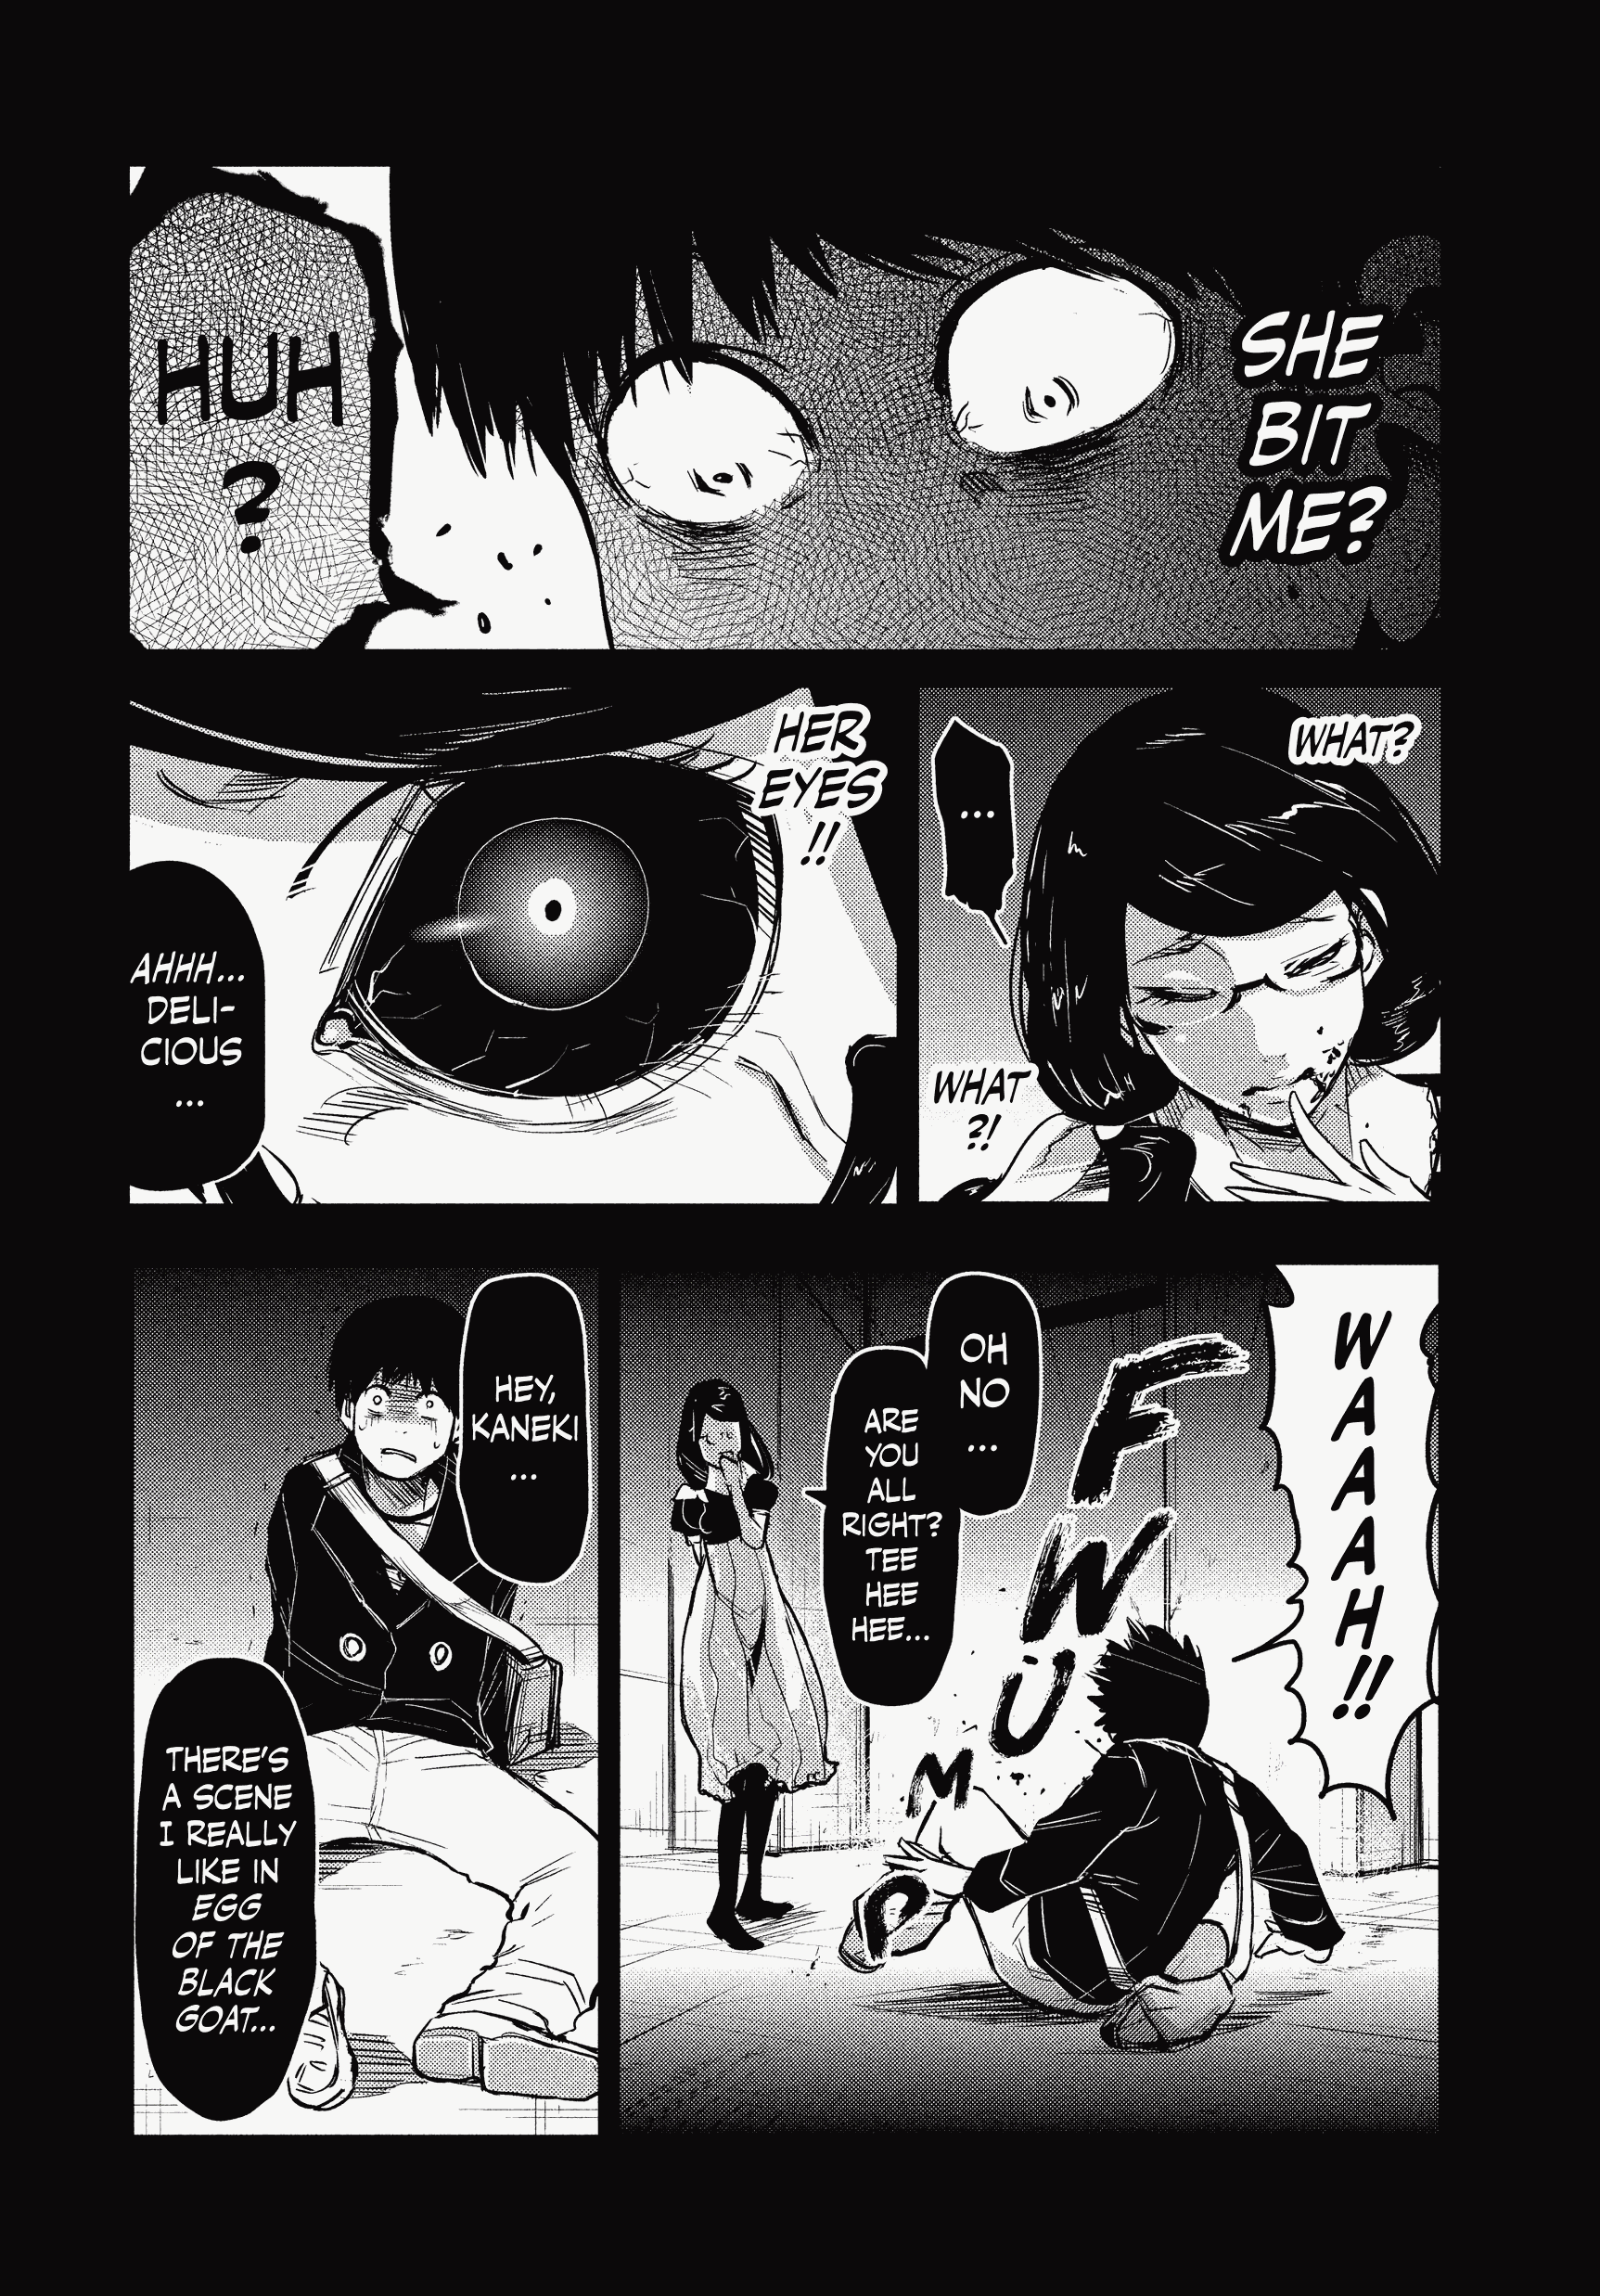 SHE
BIT
ME?
HUH
?
WHAT?
...
WHAT
?!
HER
EYES
!!
AHHH...
DELI-
CIOUS
...
WAAAH!!
FWUMP
OH
NO
...
ARE
YOU
ALL
RIGHT?
TEE
HEE
HEE...
HEY,
KANEKI
...
THERE'S
A SCENE
I REALLY
LIKE IN
EGG
OF THE
BLACK
GOAT...